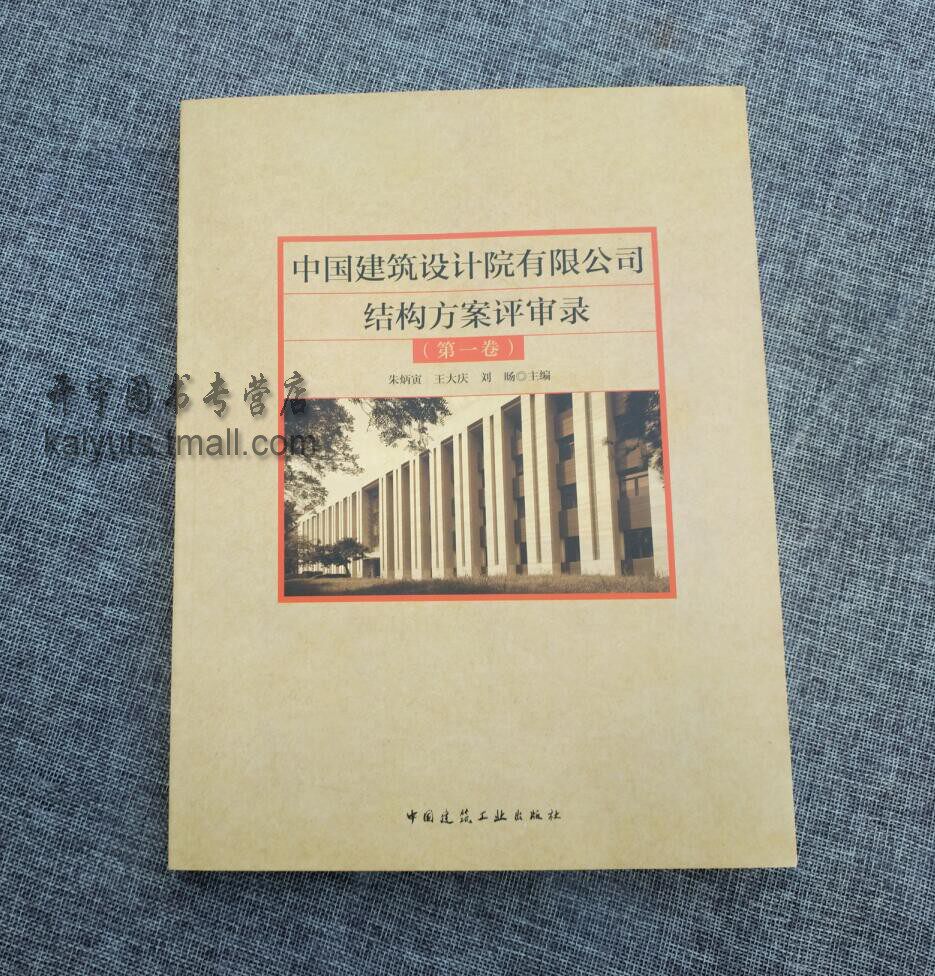 中国建筑设计院有限公司
结构方案评审录
（第一卷）
朱炳寅 王大庆 刘 旸◎主编
开宇图书专营店
kaiyuts.tmall.com
中国建筑工业出版社